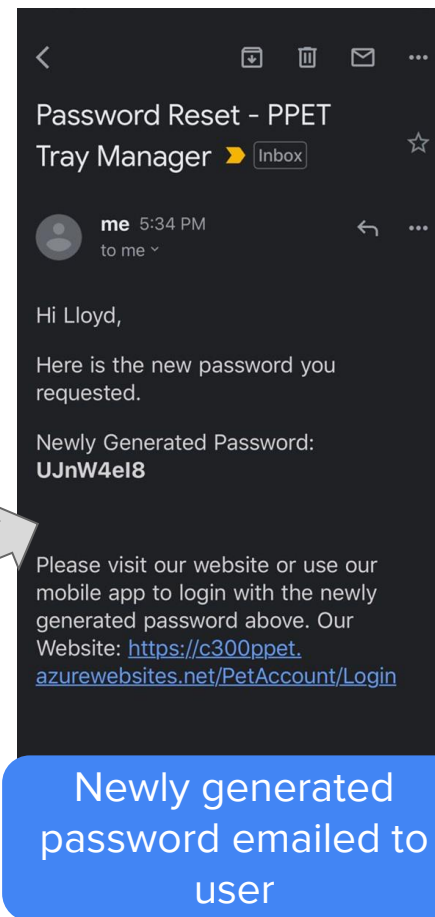 Password Reset - PPET
Tray Manager Inbox
me 5:34 PM
to me
Hi Lloyd,
Here is the new password you
requested.
Newly Generated Password:
UJnW4eI8
Please visit our website or use our
mobile app to login with the newly
generated password above. Our
Website: https://c300ppet.
azurewebsites.net/PetAccount/Login
Newly generated
password emailed to
user